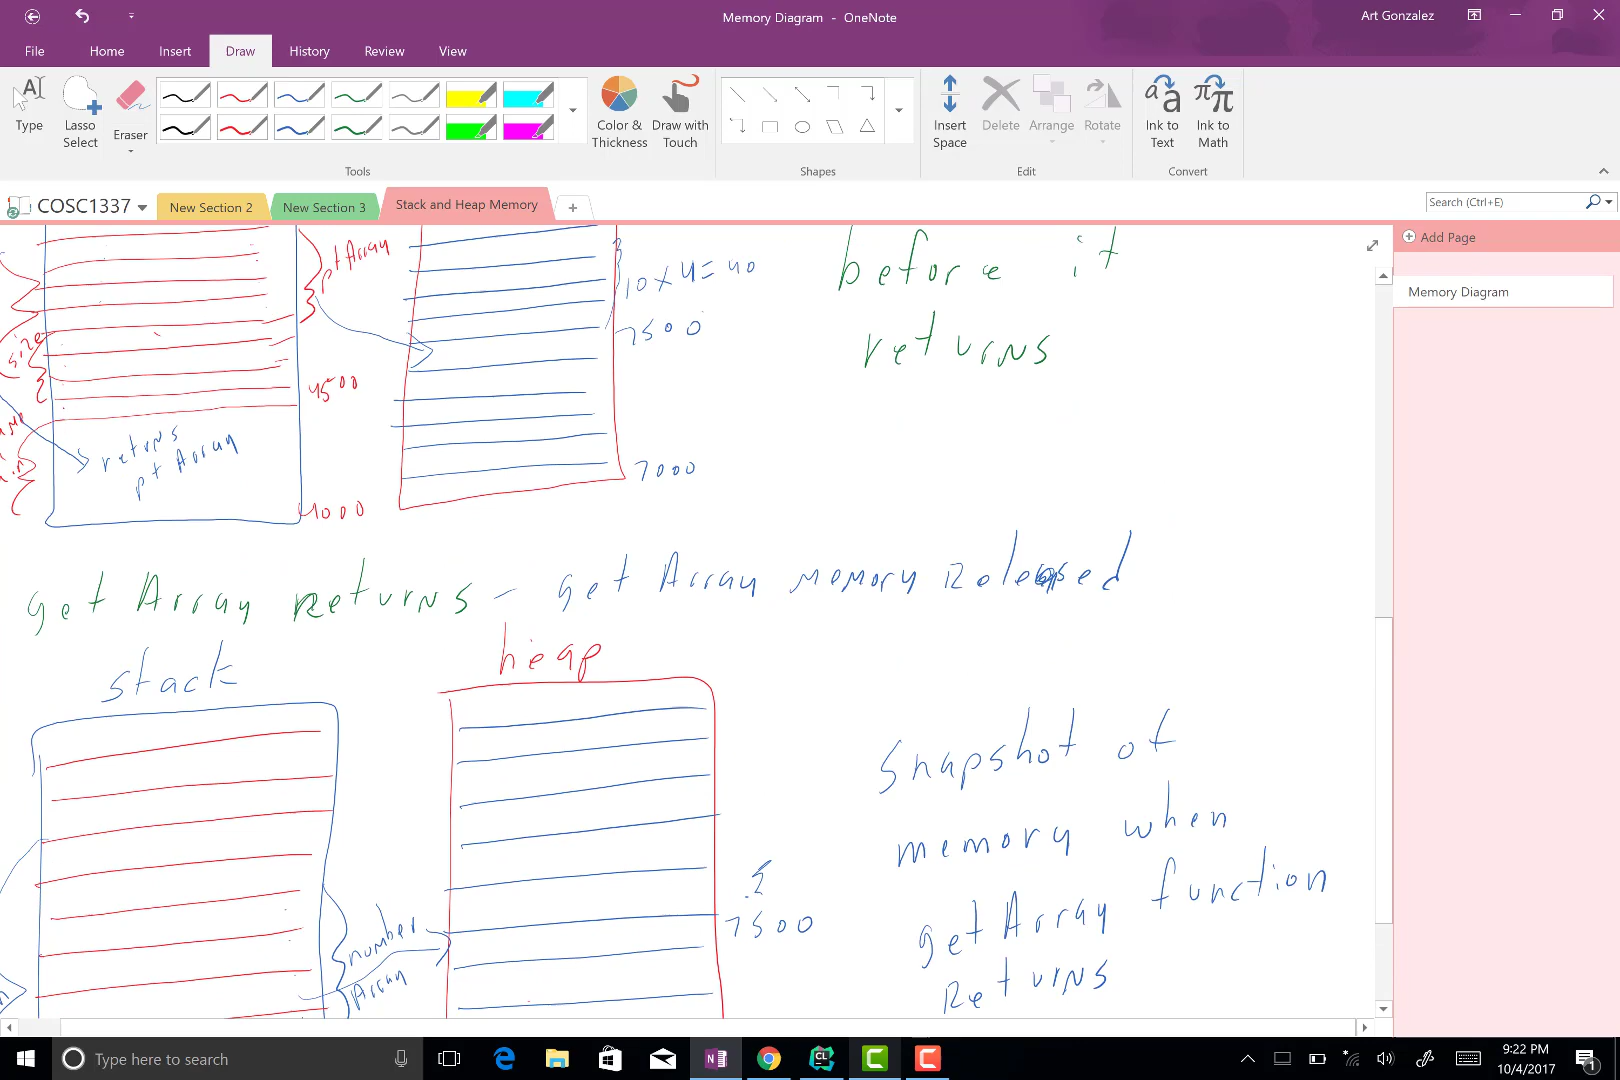 Memory Diagram - OneNote
Art Gonzalez
File Home Insert Draw History Review View
Type
Lasso Select
Eraser
Color & Thickness
Draw with Touch
Insert Space
Delete
Arrange
Rotate
Ink to Text
Ink to Math
Tools
Shapes
Edit
Convert
COSC1337
New Section 2
New Section 3
Stack and Heap Memory
Search (Ctrl+E)
Add Page
Memory Diagram
ptArray
10 x 4 = 40
7500
before it
returns
size
4500
returns
pt Array
4000
7000
get Array Returns - get Array memory Released
stack
heap
number
Array
7500
Snapshot of
memory when
getArray function
Returns
Type here to search
9:22 PM
10/4/2017
1